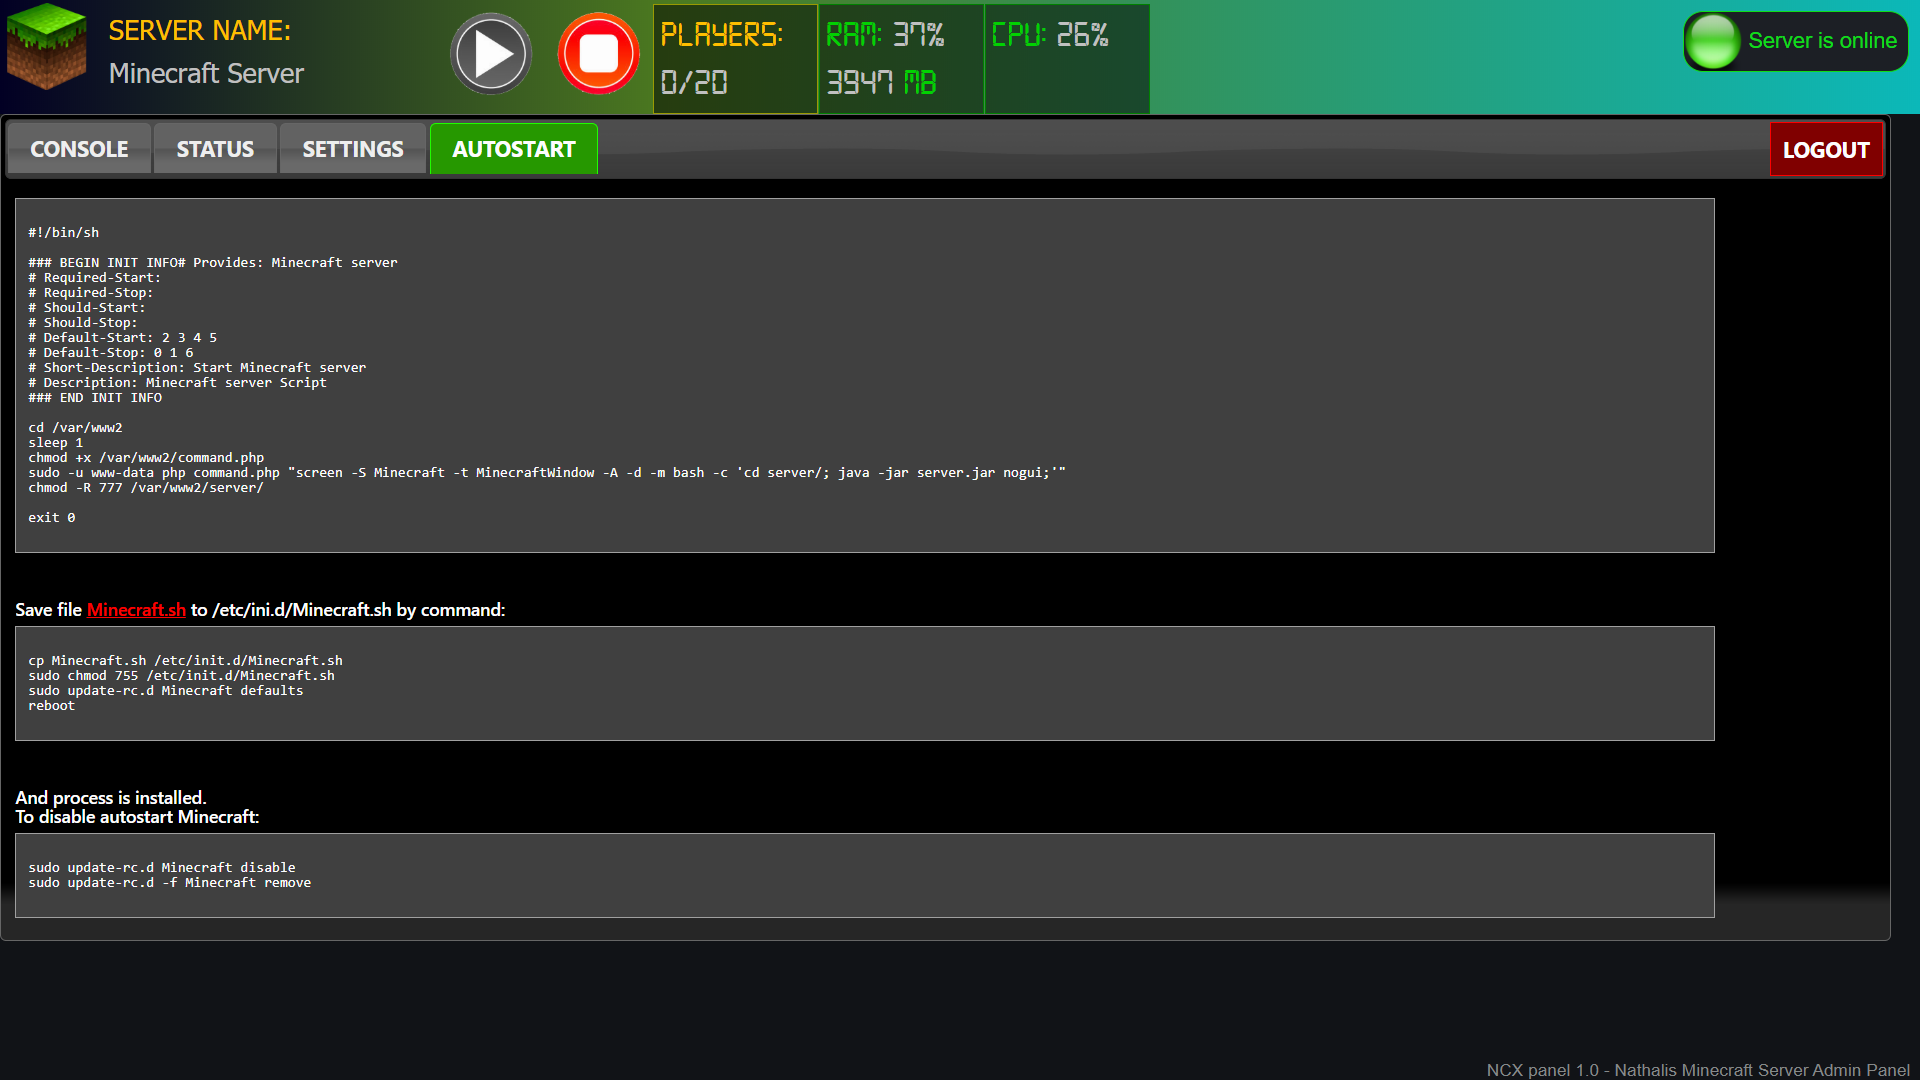 SERVER NAME:
Minecraft Server
PLAYERS:
0/20
RAM: 37%
3947 MB
CPU: 26%
Server is online
CONSOLE
STATUS
SETTINGS
AUTOSTART
LOGOUT
#!/bin/sh
### BEGIN INIT INFO# Provides: Minecraft server
# Required-Start:
# Required-Stop:
# Should-Start:
# Should-Stop:
# Default-Start: 2 3 4 5
# Default-Stop: 0 1 6
# Short-Description: Start Minecraft server
# Description: Minecraft server Script
### END INIT INFO
cd /var/www2
sleep 1
chmod +x /var/www2/command.php
sudo -u www-data php command.php "screen -S Minecraft -t MinecraftWindow -A -d -m bash -c 'cd server/; java -jar server.jar nogui;'"
chmod -R 777 /var/www2/server/
exit 0
Save file Minecraft.sh to /etc/ini.d/Minecraft.sh by command:
cp Minecraft.sh /etc/init.d/Minecraft.sh
sudo chmod 755 /etc/init.d/Minecraft.sh
sudo update-rc.d Minecraft defaults
reboot
And process is installed.
To disable autostart Minecraft:
sudo update-rc.d Minecraft disable
sudo update-rc.d -f Minecraft remove
NCX panel 1.0 - Nathalis Minecraft Server Admin Panel